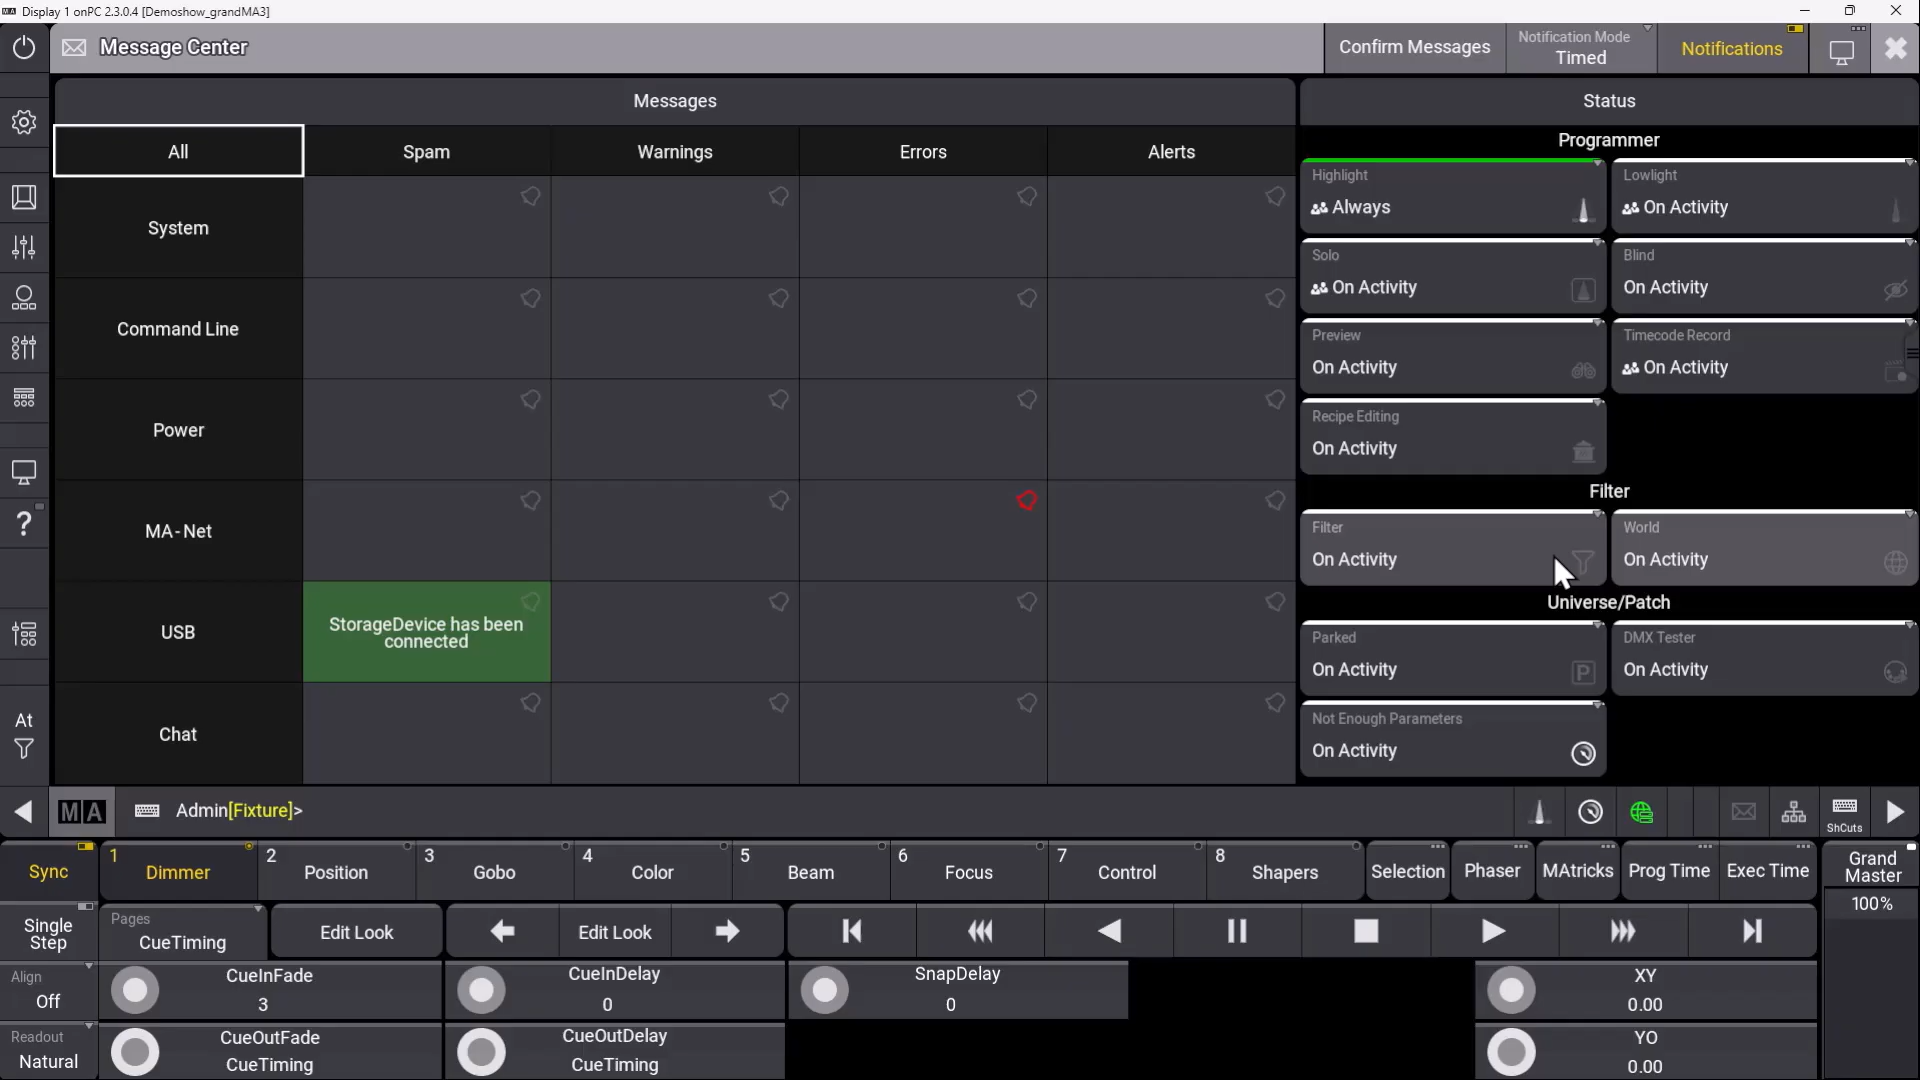 Display 1 onPC 2.3.0.4 [Demoshow_grandMA3]
Message Center
Confirm Messages
Notification Mode
Timed
Notifications
Messages
All
Spam
Warnings
Errors
Alerts
System
Command Line
Power
MA-Net
USB
StorageDevice has been
connected
Chat
Status
Programmer
Highlight
Always
Lowlight
On Activity
Solo
On Activity
Blind
On Activity
Preview
On Activity
Timecode Record
On Activity
Recipe Editing
On Activity
Filter
Filter
On Activity
World
On Activity
Universe/Patch
Parked
On Activity
P
DMX Tester
On Activity
Not Enough Parameters
On Activity
?
At
MA
Admin[Fixture]>
ShCuts
Sync
1 Dimmer
2 Position
3 Gobo
4 Color
5 Beam
6 Focus
7 Control
8 Shapers
Selection
Phaser
MAtricks
Prog Time
Exec Time
Grand
Master
100%
Single
Step
Pages
CueTiming
Edit Look
Edit Look
Align
Off
CueInFade
3
CueInDelay
0
SnapDelay
0
XY
0.00
Readout
Natural
CueOutFade
CueTiming
CueOutDelay
CueTiming
YO
0.00